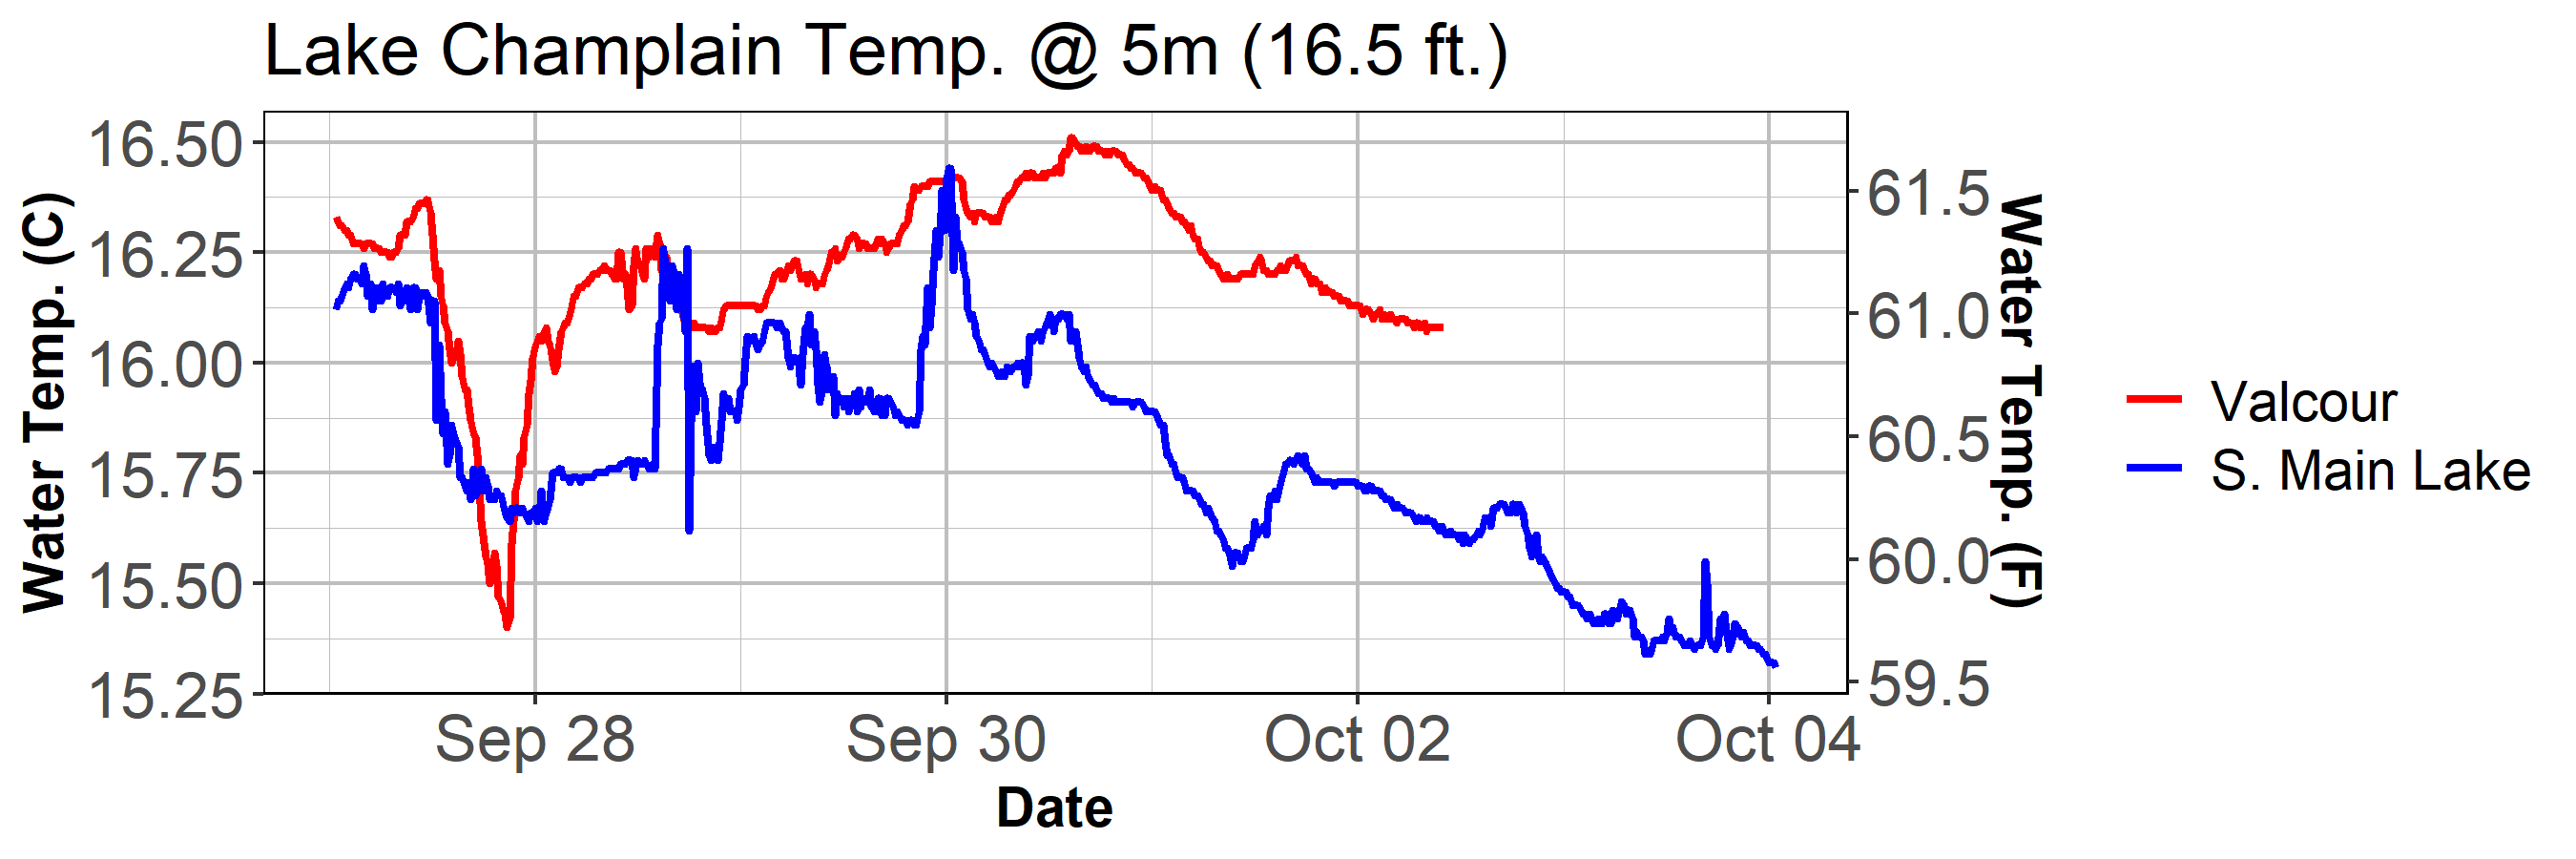 Lake Champlain Temp. @ 5m (16.5 ft.)
Water Temp. (C)
16.50
16.25
16.00
15.75
15.50
15.25
61.5
61.0
60.5
60.0
59.5
Water Temp. (F)
Sep 28
Sep 30
Oct 02
Oct 04
Date
Valcour
S. Main Lake